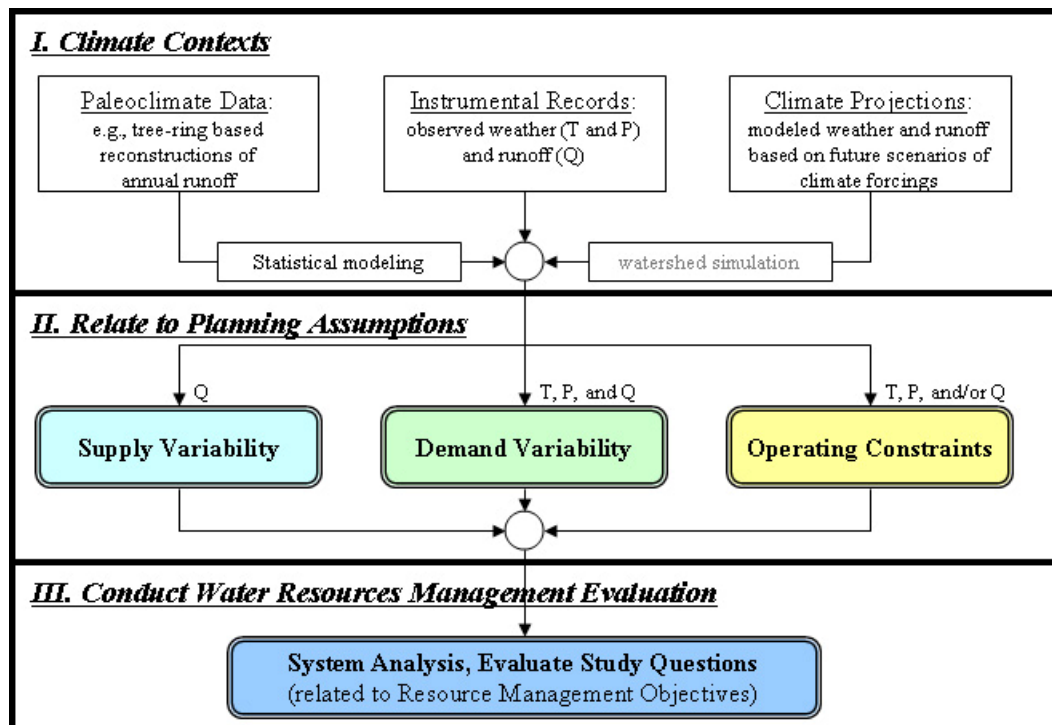 I. Climate Contexts
Paleoclimate Data:
e.g., tree-ring based
reconstructions of
annual runoff
Instrumental Records:
observed weather (T and P)
and runoff (Q)
Climate Projections:
modeled weather and runoff
based on future scenarios of
climate forcings
Statistical modeling
watershed simulation
II. Relate to Planning Assumptions
Q
T, P, and Q
T, P, and/or Q
Supply Variability
Demand Variability
Operating Constraints
III. Conduct Water Resources Management Evaluation
System Analysis, Evaluate Study Questions
(related to Resource Management Objectives)